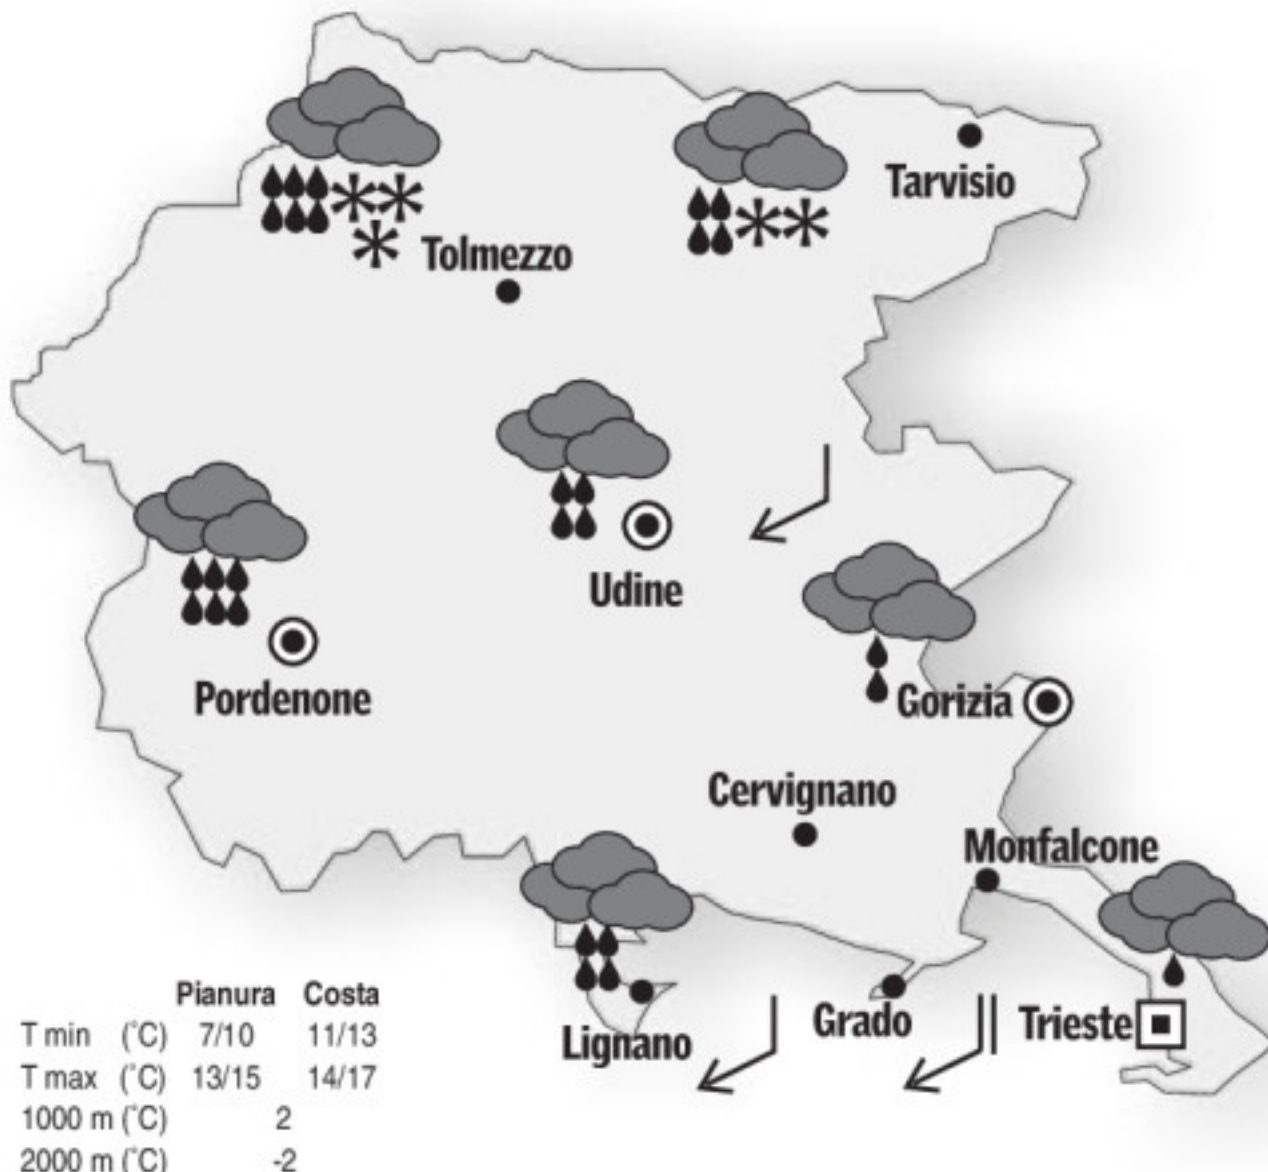 Tarvisio
Tolmezzo
Udine
Pordenone
Gorizia
Cervignano
Monfalcone
Grado
Trieste
Lignano
Pianura Costa
T min (°C) 7/10 11/13
T max (°C) 13/15 14/17
1000 m (°C) 2
2000 m (°C) -2